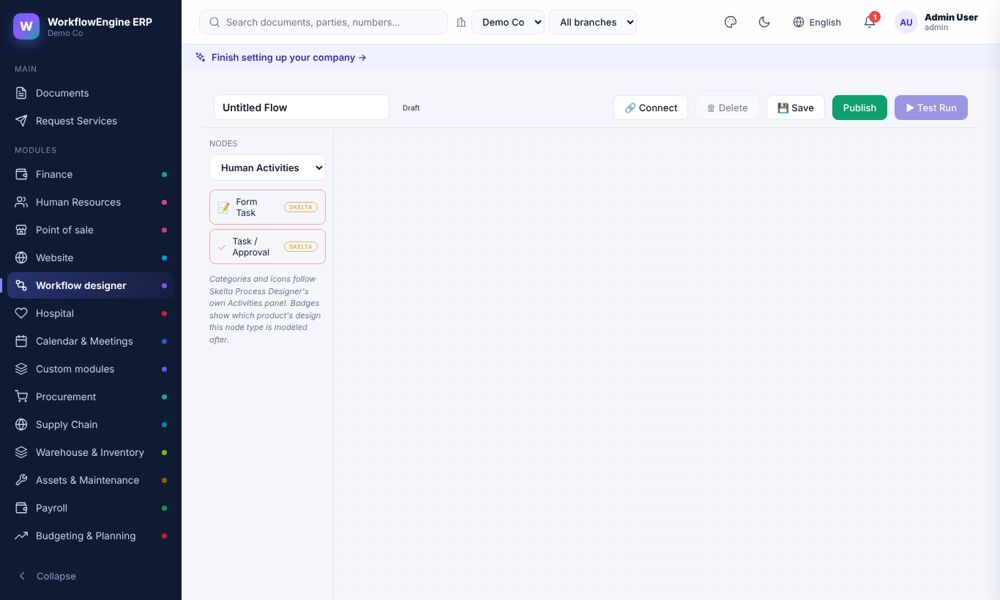 W
WorkflowEngine ERP
Demo Co
MAIN
Documents
Request Services
MODULES
Finance
Human Resources
Point of sale
Website
Workflow designer
Hospital
Calendar & Meetings
Custom modules
Procurement
Supply Chain
Warehouse & Inventory
Assets & Maintenance
Payroll
Budgeting & Planning
Collapse
Search documents, parties, numbers...
Demo Co
All branches
English
1
AU
Admin User
admin
Finish setting up your company →
Untitled Flow
Draft
Connect
Delete
Save
Publish
Test Run
NODES
Human Activities
Form
Task
SKELTA
Task /
Approval
SKELTA
Categories and icons follow
Skelta Process Designer's
own Activities panel. Badges
show which product's design
this node type is modeled
after.